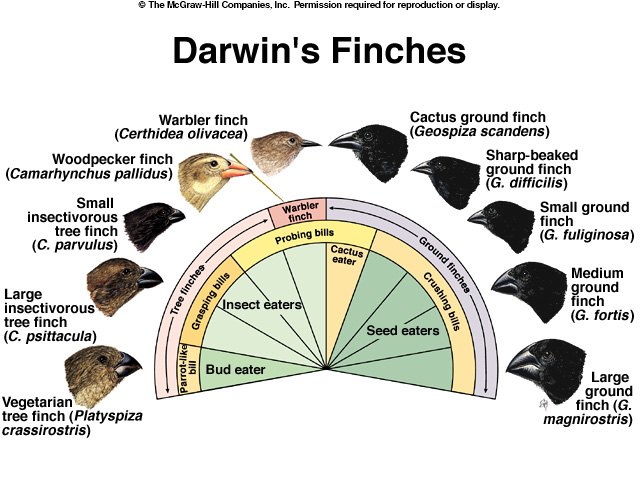 © The McGraw-Hill Companies, Inc. Permission required for reproduction or display.
Darwin's Finches
Warbler finch
(Certhidea olivacea)
Woodpecker finch
(Camarhynchus pallidus)
Small
insectivorous
tree finch
(C. parvulus)
Large
insectivorous
tree finch
(C. psittacula)
Vegetarian
tree finch (Platyspiza
crassirostris)
Cactus ground finch
(Geospiza scandens)
Sharp-beaked
ground finch
(G. difficilis)
Small ground
finch
(G. fuliginosa)
Medium
ground
finch
(G. fortis)
Large
ground
finch (G.
magnirostris)
Warbler
finch
Tree finches
Ground finches
Probing bills
Grasping bills
Parrot-like
bill
Crushing bills
Cactus
eater
Insect eaters
Seed eaters
Bud eater